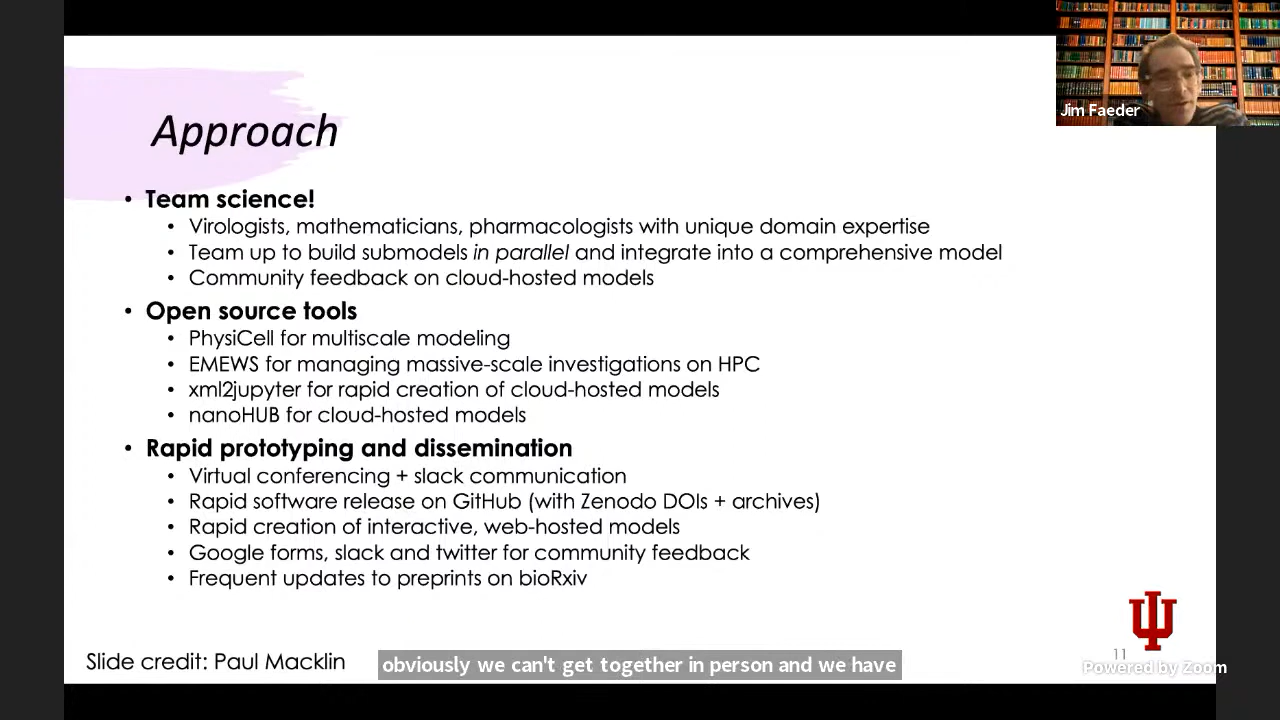 Jim Faeder
Approach
• Team science!
• Virologists, mathematicians, pharmacologists with unique domain expertise
• Team up to build submodels in parallel and integrate into a comprehensive model
• Community feedback on cloud-hosted models
• Open source tools
• PhysiCell for multiscale modeling
• EMEWS for managing massive-scale investigations on HPC
• xml2jupyter for rapid creation of cloud-hosted models
• nanoHUB for cloud-hosted models
• Rapid prototyping and dissemination
• Virtual conferencing + slack communication
• Rapid software release on GitHub (with Zenodo DOIs + archives)
• Rapid creation of interactive, web-hosted models
• Google forms, slack and twitter for community feedback
• Frequent updates to preprints on bioRxiv
Slide credit: Paul Macklin
obviously we can't get together in person and we have
11
Powered by Zoom